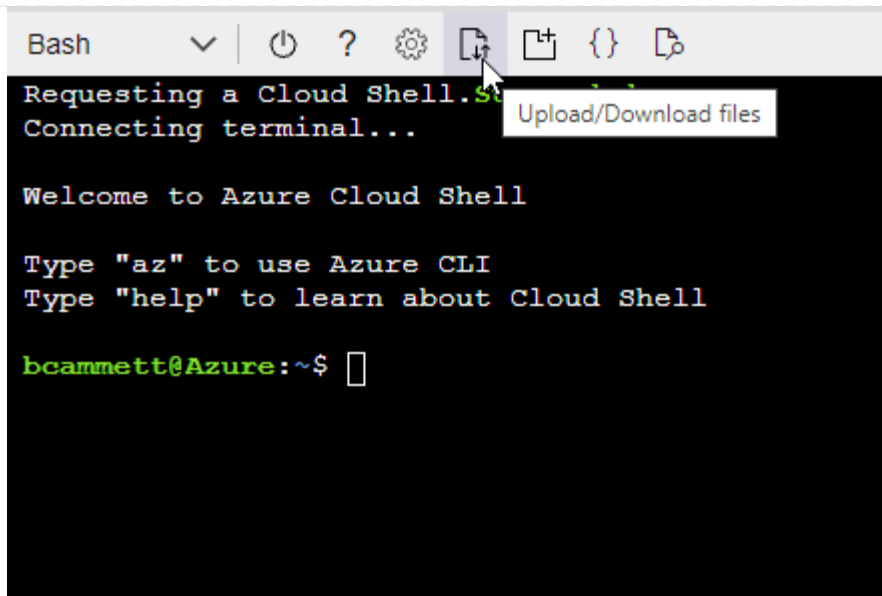 Bash ?  {}
Requesting a Cloud Shell.
Upload/Download files
Connecting terminal...
Welcome to Azure Cloud Shell
Type "az" to use Azure CLI
Type "help" to learn about Cloud Shell
bcammett@Azure:~$